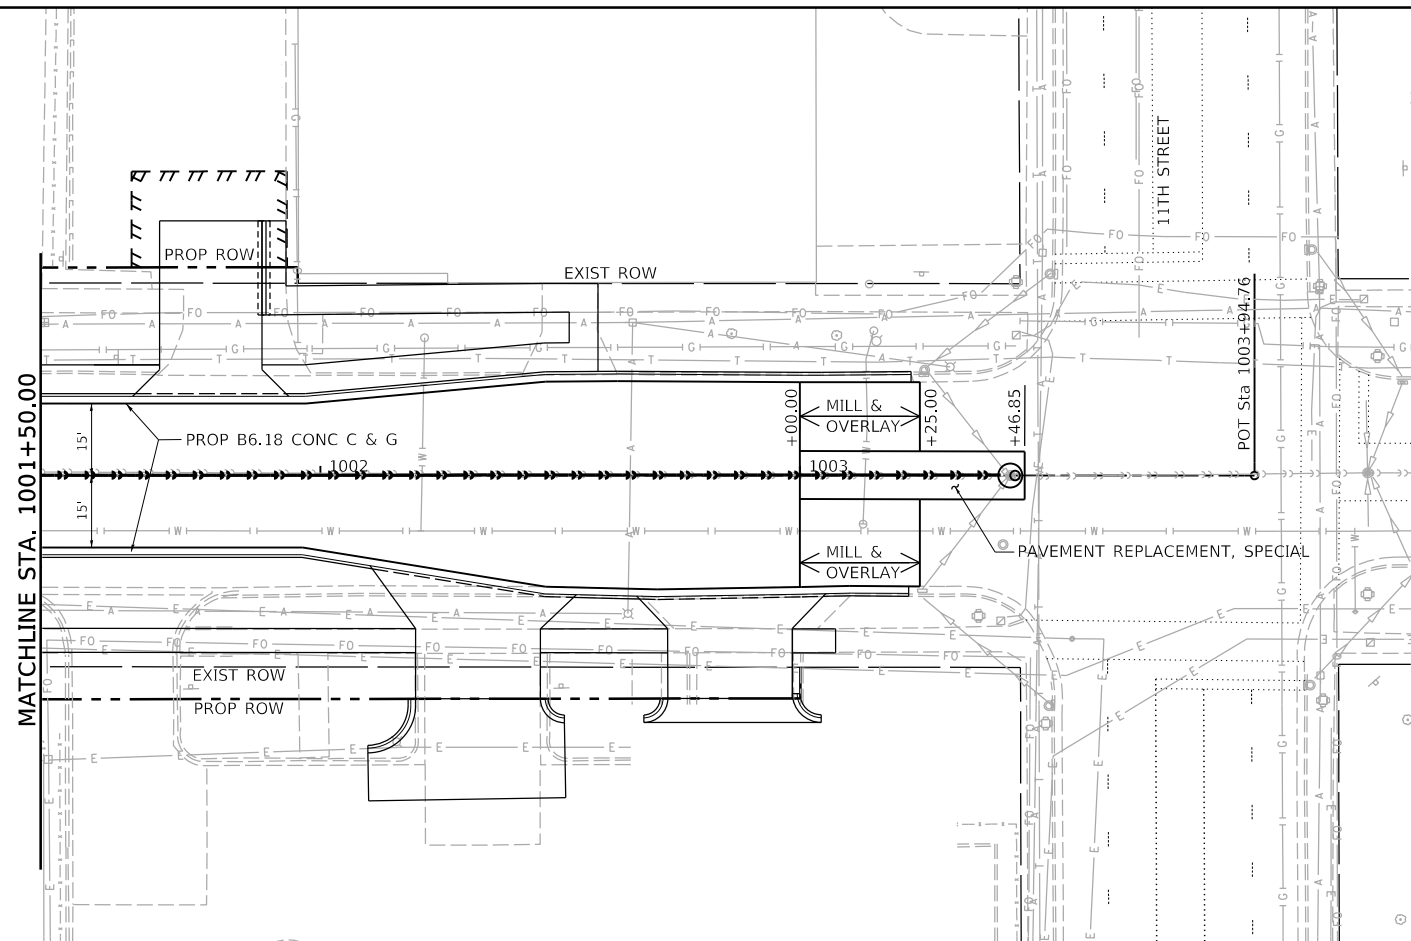 11TH STREET
PROP ROW
EXIST ROW
POT Sta 1003+94.76
MATCHLINE STA. 1001+50.00
+00.00
MILL &
OVERLAY
+25.00
+46.85
15'
PROP B6.18 CONC C & G
1002
1003
15'
MILL &
OVERLAY
PAVEMENT REPLACEMENT, SPECIAL
EXIST ROW
PROP ROW